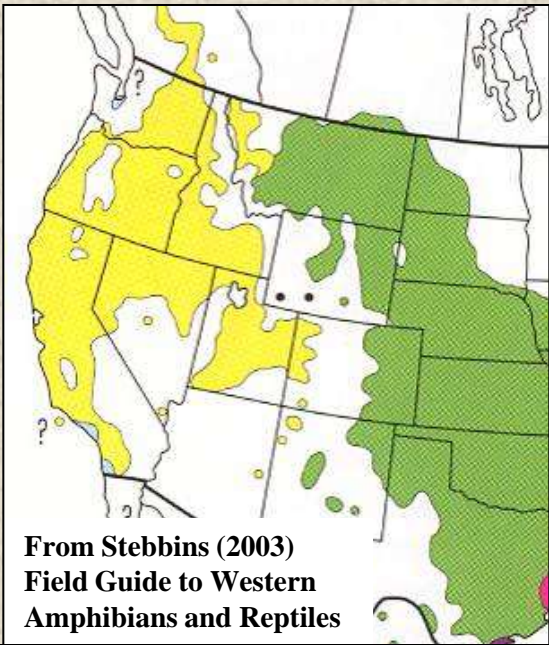 ?
?
?
From Stebbins (2003)
Field Guide to Western
Amphibians and Reptiles